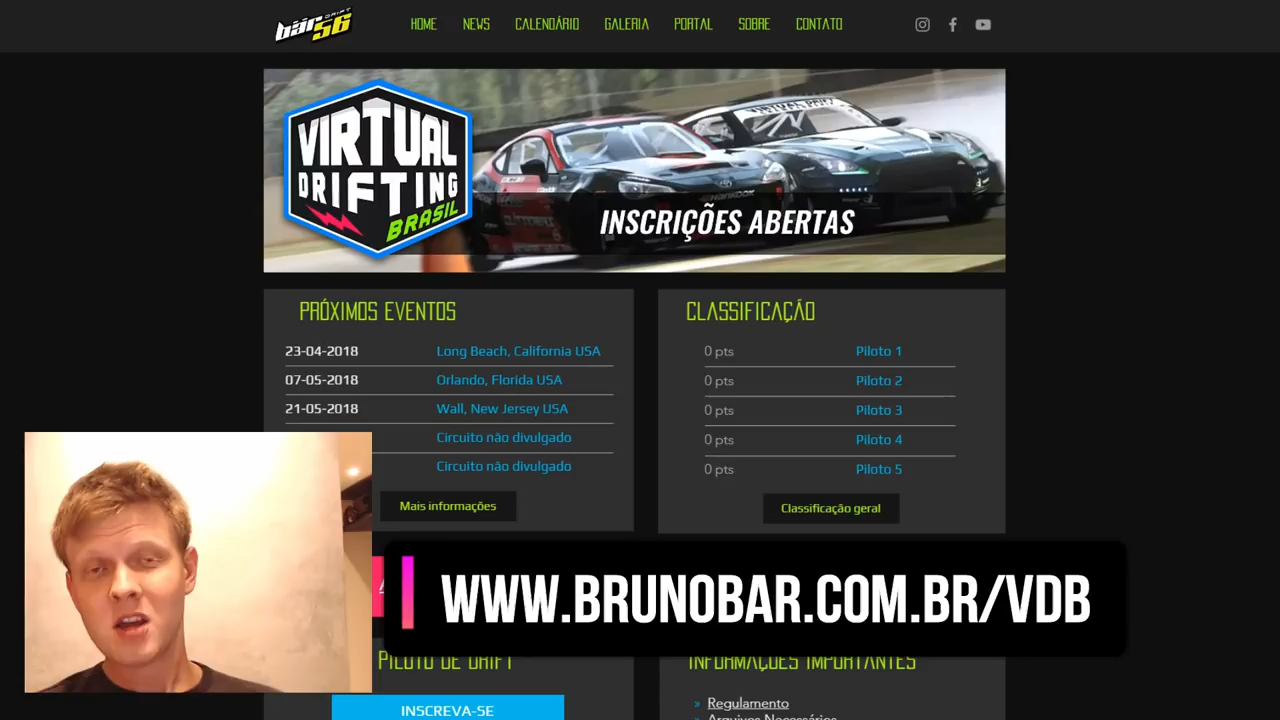 bär56 DRIFT
HOME NEWS CALENDÁRIO GALERIA PORTAL SOBRE CONTATO
VIRTUAL
DRIFTING
BRASIL
INSCRIÇÕES ABERTAS
PRÓXIMOS EVENTOS
23-04-2018 Long Beach, California USA
07-05-2018 Orlando, Florida USA
21-05-2018 Wall, New Jersey USA
Circuito não divulgado
Circuito não divulgado
Mais informações
CLASSIFICAÇÃO
0 pts Piloto 1
0 pts Piloto 2
0 pts Piloto 3
0 pts Piloto 4
0 pts Piloto 5
Classificação geral
WWW.BRUNOBAR.COM.BR/VDB
PILOTO DE DRIFT
INSCREVA-SE
INFORMAÇÕES IMPORTANTES
» Regulamento
» Arquivos Necessários